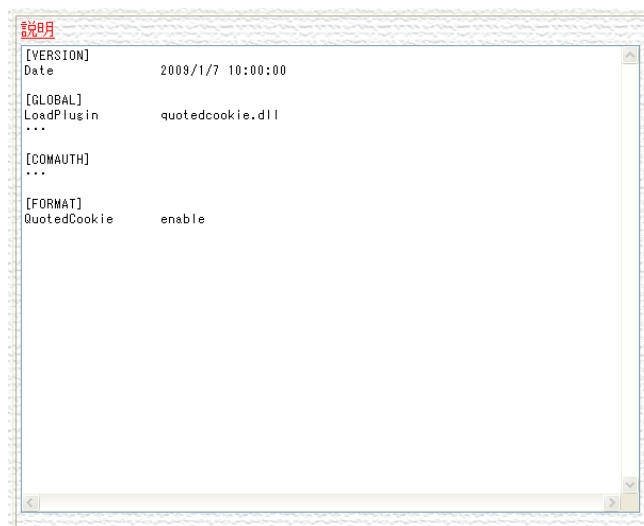 説明
[VERSION]
Date 2009/1/7 10:00:00
[GLOBAL]
LoadPlugin quotedcookie.dll
...
[COMAUTH]
...
[FORMAT]
QuotedCookie enable